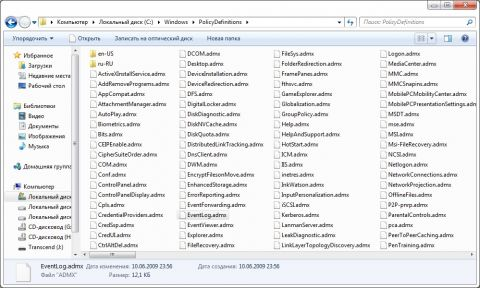 Компьютер ▸ Локальный диск (C:) ▸ Windows ▸ PolicyDefinitions
Поиск: PolicyDefinitions
Упорядочить Открыть Записать на оптический диск Новая папка
Избранное
Загрузки
Недавние места
Рабочий стол
Библиотеки
Видео
Документы
Изображения
Музыка
Домашняя группа
Компьютер
Локальный диск
Локальный диск
CD-дисковод (
CD-дисковод (
Transcend (J:)
en-US
ru-RU
ActiveXInstallService.admx
AddRemovePrograms.admx
AppCompat.admx
AttachmentManager.admx
AutoPlay.admx
Biometrics.admx
Bits.admx
CEIPEnable.admx
CipherSuiteOrder.admx
COM.admx
Conf.admx
ControlPanel.admx
ControlPanelDisplay.admx
Cpls.admx
CredentialProviders.admx
CredSsp.admx
CredUI.admx
CtrlAltDel.admx
DCOM.admx
Desktop.admx
DeviceInstallation.admx
DeviceRedirection.admx
DFS.admx
DigitalLocker.admx
DiskDiagnostic.admx
DiskNVCache.admx
DiskQuota.admx
DistributedLinkTracking.admx
DnsClient.admx
DWM.admx
EncryptFilesonMove.admx
EnhancedStorage.admx
ErrorReporting.admx
EventForwarding.admx
EventLog.admx
EventViewer.admx
Explorer.admx
FileRecovery.admx
FileSys.admx
FolderRedirection.admx
FramePanes.admx
fthsvc.admx
GameExplorer.admx
Globalization.admx
GroupPolicy.admx
Help.admx
HelpAndSupport.admx
HotStart.admx
ICM.admx
IIS.admx
inetres.admx
InkWatson.admx
InputPersonalization.admx
iSCSI.admx
Kerberos.admx
LanmanServer.admx
LeakDiagnostic.admx
LinkLayerTopologyDiscovery.admx
Logon.admx
MediaCenter.admx
MMC.admx
MMCSnapins.admx
MobilePCMobilityCenter.admx
MobilePCPresentationSettings.adm
MSDT.admx
mse.admx
MSI.admx
Msi-FileRecovery.admx
Netlogon.admx
NetworkConnections.admx
NetworkProjection.admx
OfflineFiles.admx
P2P-pnrp.admx
ParentalControls.admx
pca.admx
PeerToPeerCaching.admx
PenTraining.admx
EventLog.admx Дата изменения: 10.06.2009 23:56 Дата создания: 10.06.2009 23:56
Файл "ADMX" Размер: 12,1 КБ